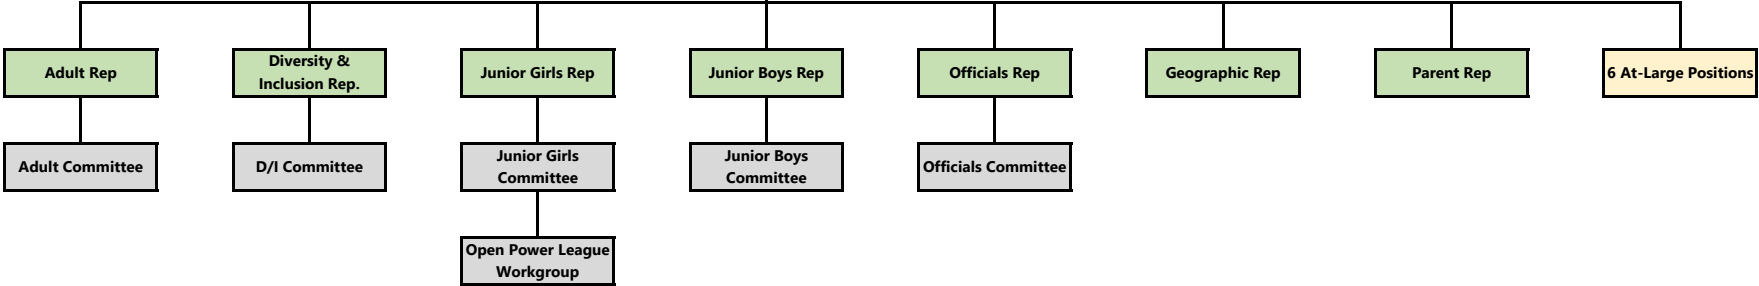 Adult Rep
Diversity &
Inclusion Rep.
Junior Girls Rep
Junior Boys Rep
Officials Rep
Geographic Rep
Parent Rep
6 At-Large Positions
Adult Committee
D/I Committee
Junior Girls
Committee
Junior Boys
Committee
Officials Committee
Open Power League
Workgroup